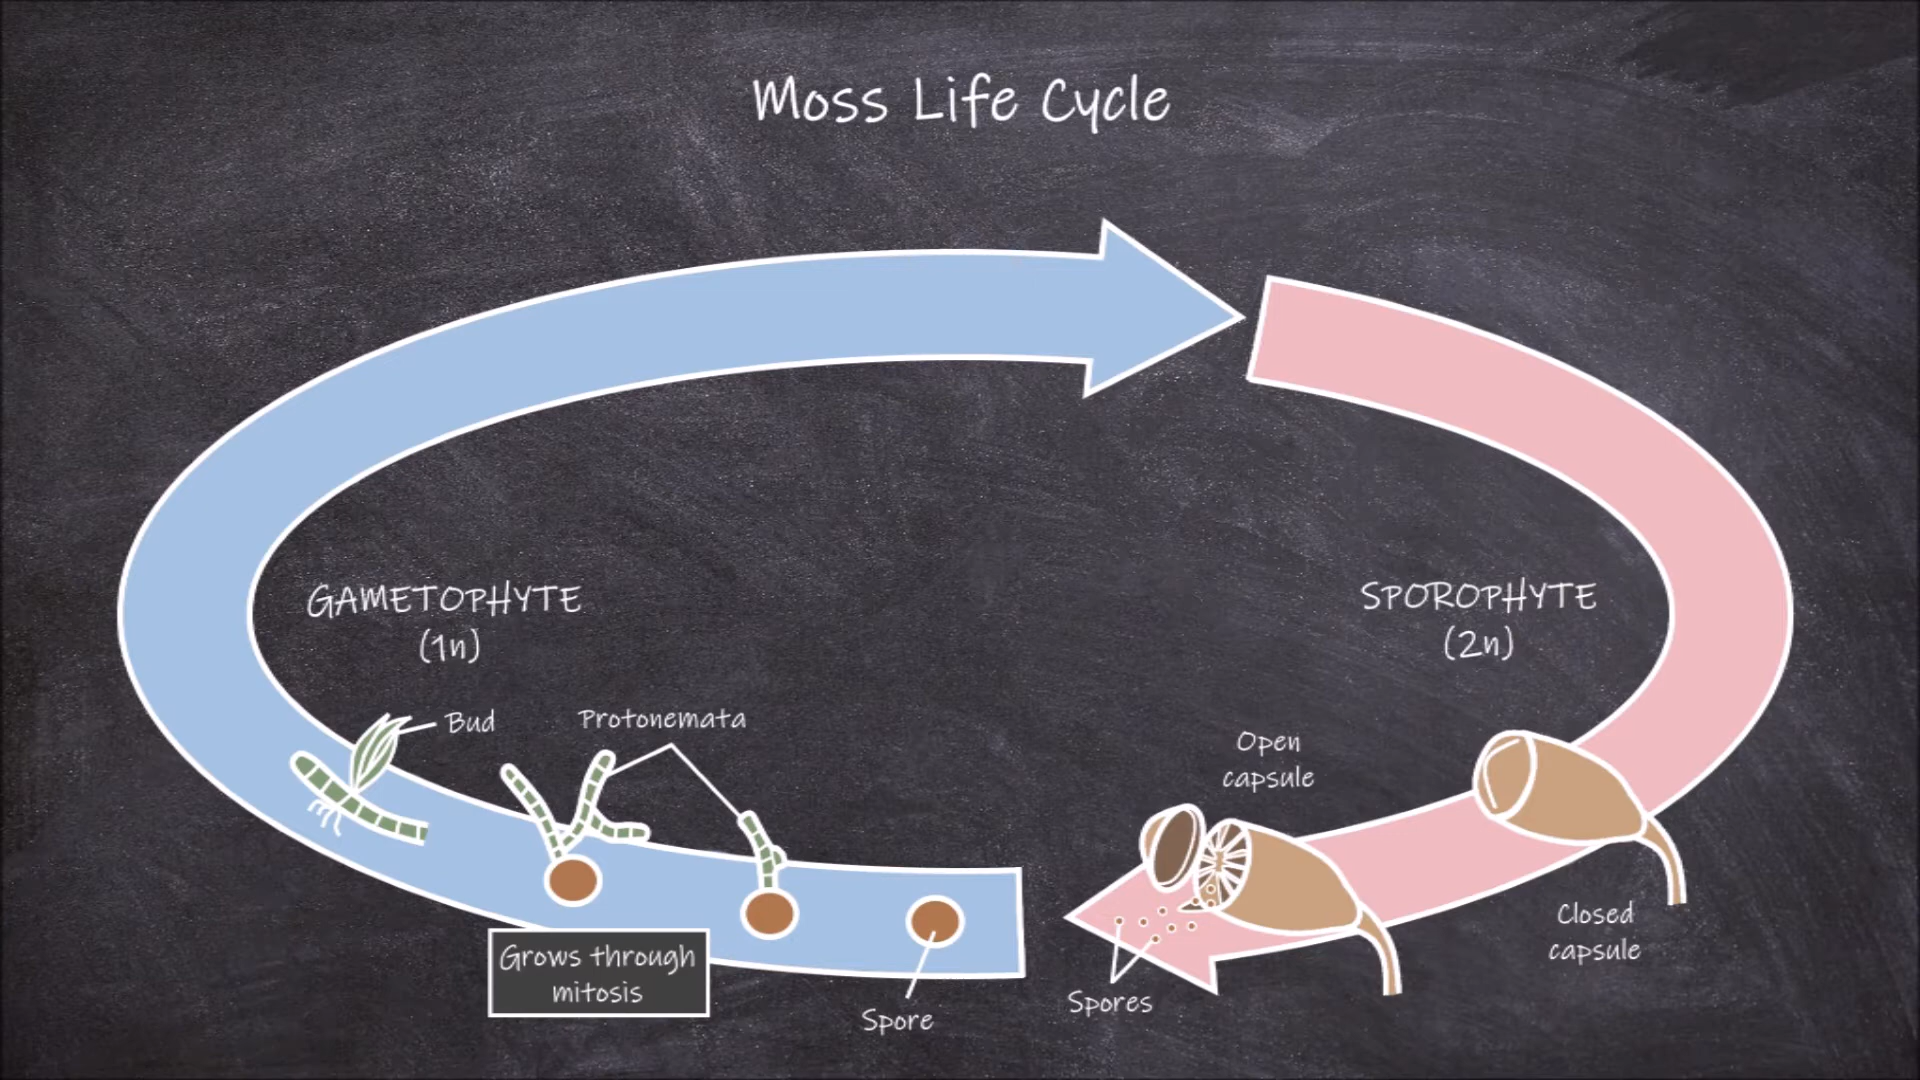 Moss Life Cycle
GAMETOPHYTE
(1n)
SPOROPHYTE
(2n)
Bud
Protonemata
Open
capsule
Closed
capsule
Grows through
mitosis
Spore
Spores